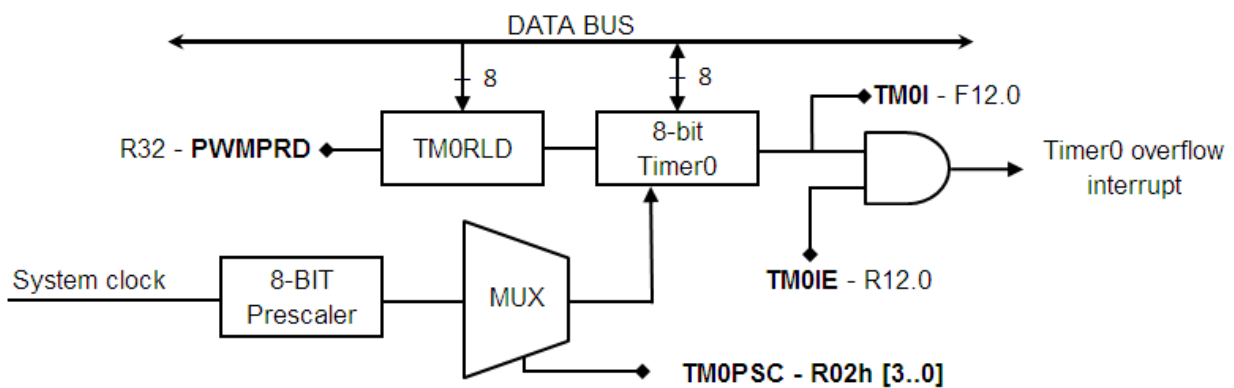 DATA BUS
8
8
TM0I - F12.0
R32 - PWMPRD
TM0RLD
8-bit
Timer0
Timer0 overflow
interrupt
System clock
8-BIT
Prescaler
MUX
TM0IE - R12.0
TM0PSC - R02h [3..0]